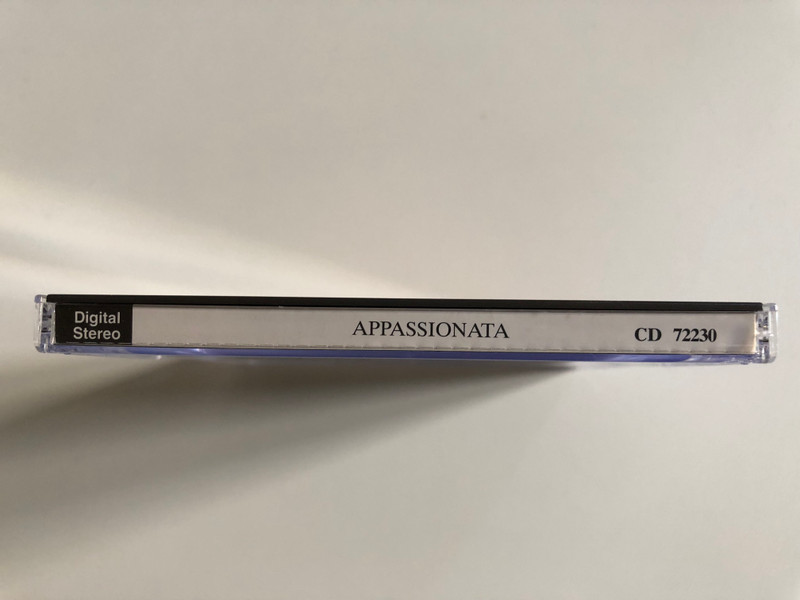 Digital
Stereo
APPASSIONATA
CD 72230